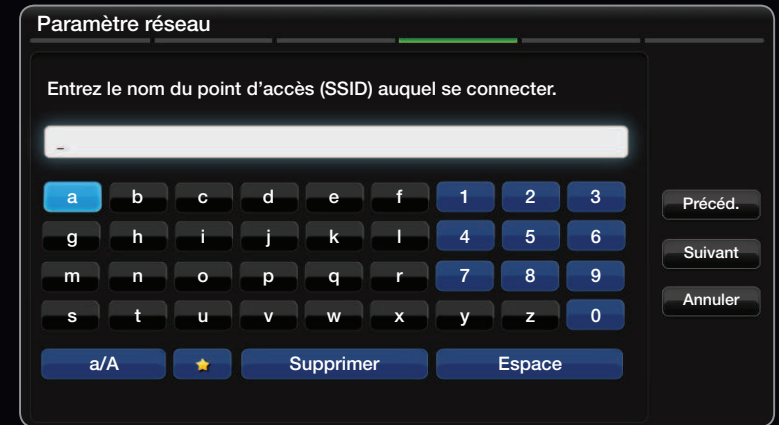 Paramètre réseau
Entrez le nom du point d'accès (SSID) auquel se connecter.
_
a b c d e f 1 2 3
g h i j k l 4 5 6
m n o p q r 7 8 9
s t u v w x y z 0
a/A Supprimer Espace
Précéd.
Suivant
Annuler